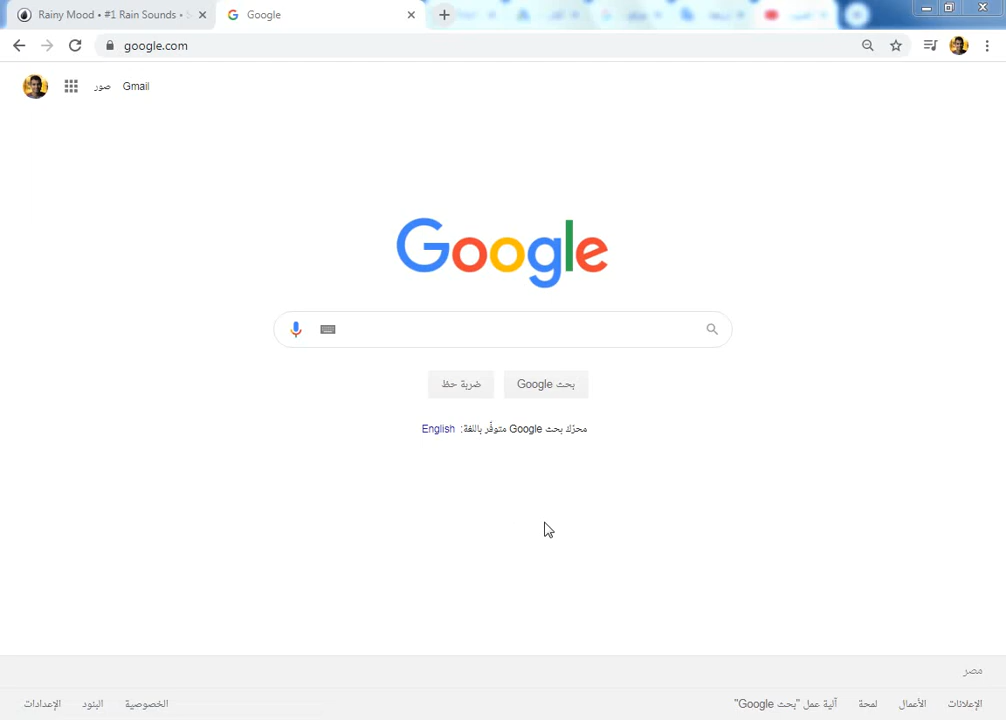 Rainy Mood • #1 Rain Sounds •
Google
google.com
صور Gmail
Google
بحث Google ضربة حظ
محرّك بحث Google متوفّر باللغة: English
مصر
الإعلانات الأعمال لمحة آلية عمل "بحث Google" الخصوصية البنود الإعدادات